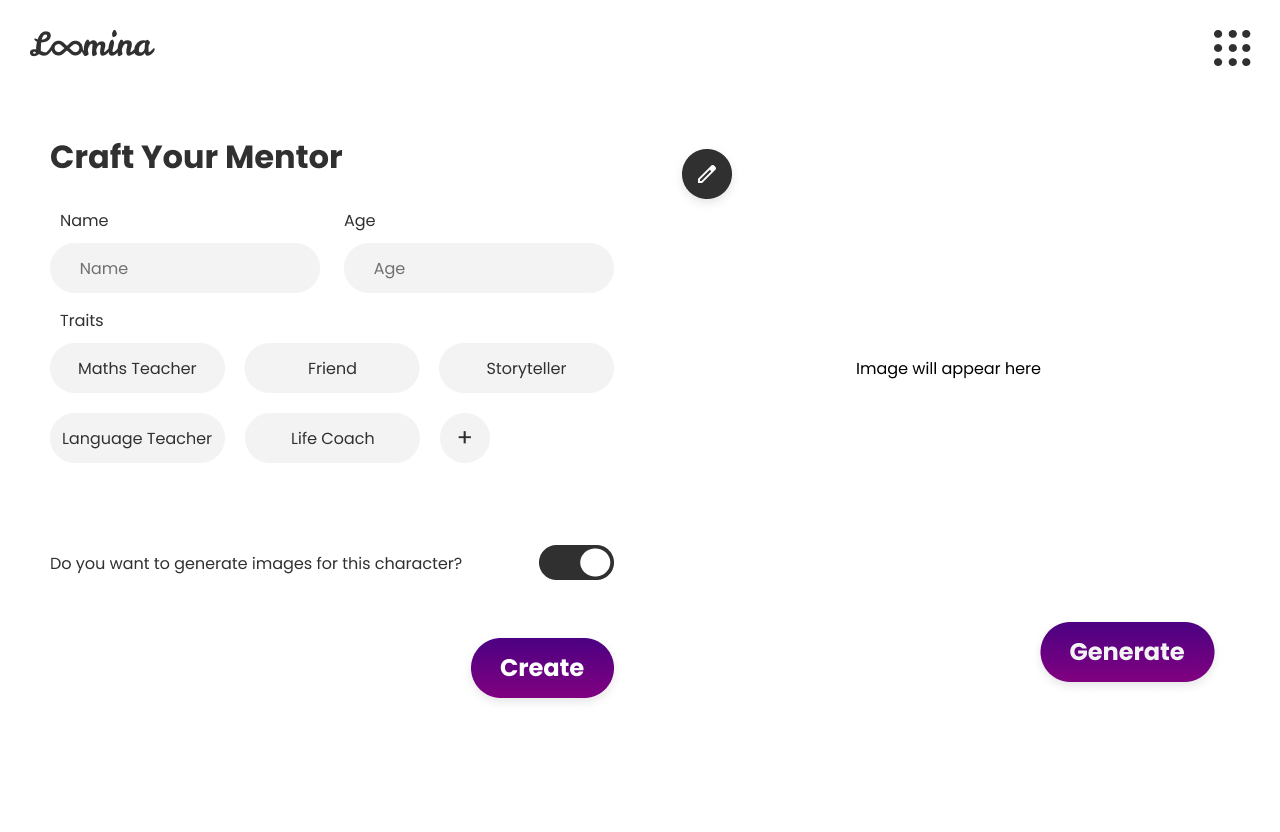 Loomina
Craft Your Mentor
Name
Age
Name
Age
Traits
Maths Teacher
Friend
Storyteller
Language Teacher
Life Coach
+
Do you want to generate images for this character?
Create
Image will appear here
Generate